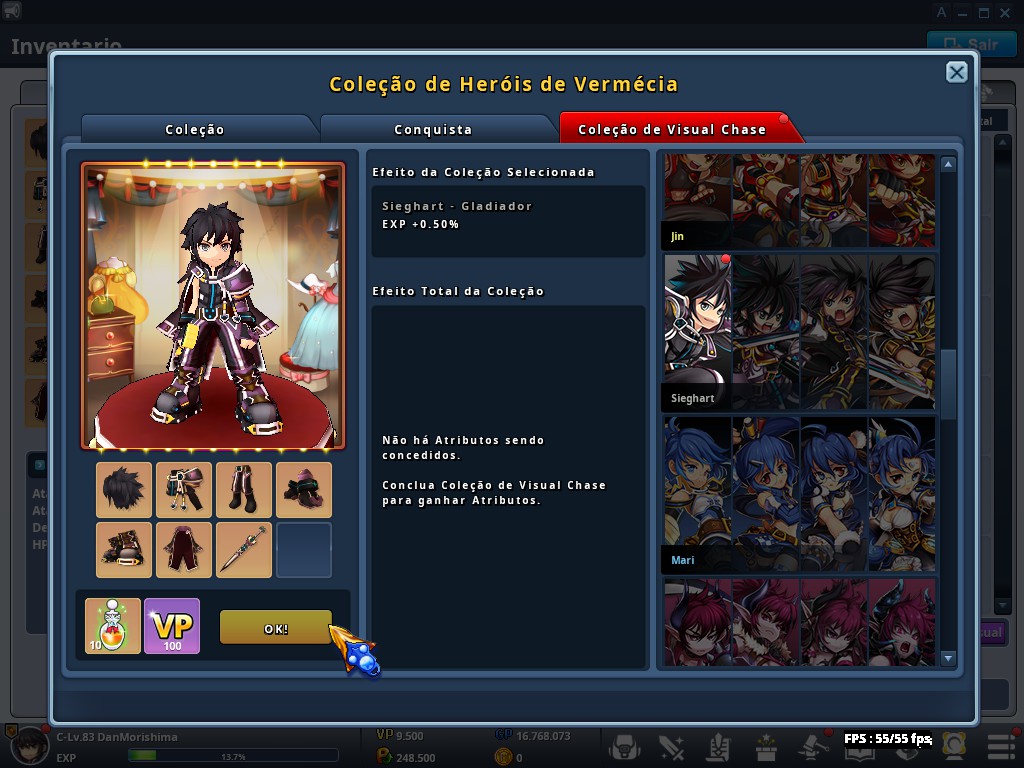 A
Inventario
Sair
Coleção de Heróis de Vermécia
Coleção
Conquista
Coleção de Visual Chase
Efeito da Coleção Selecionada
Sieghart - Gladiador
EXP +0.50%
Efeito Total da Coleção
Não há Atributos sendo
concedidos.
Conclua Coleção de Visual Chase
para ganhar Atributos.
Jin
Sieghart
Mari
10
VP
100
OK!
C-Lv.83 DanMorishima
EXP
13.7%
VP 9.500
248.500
16.768.073
0
FPS : 55/55 fps